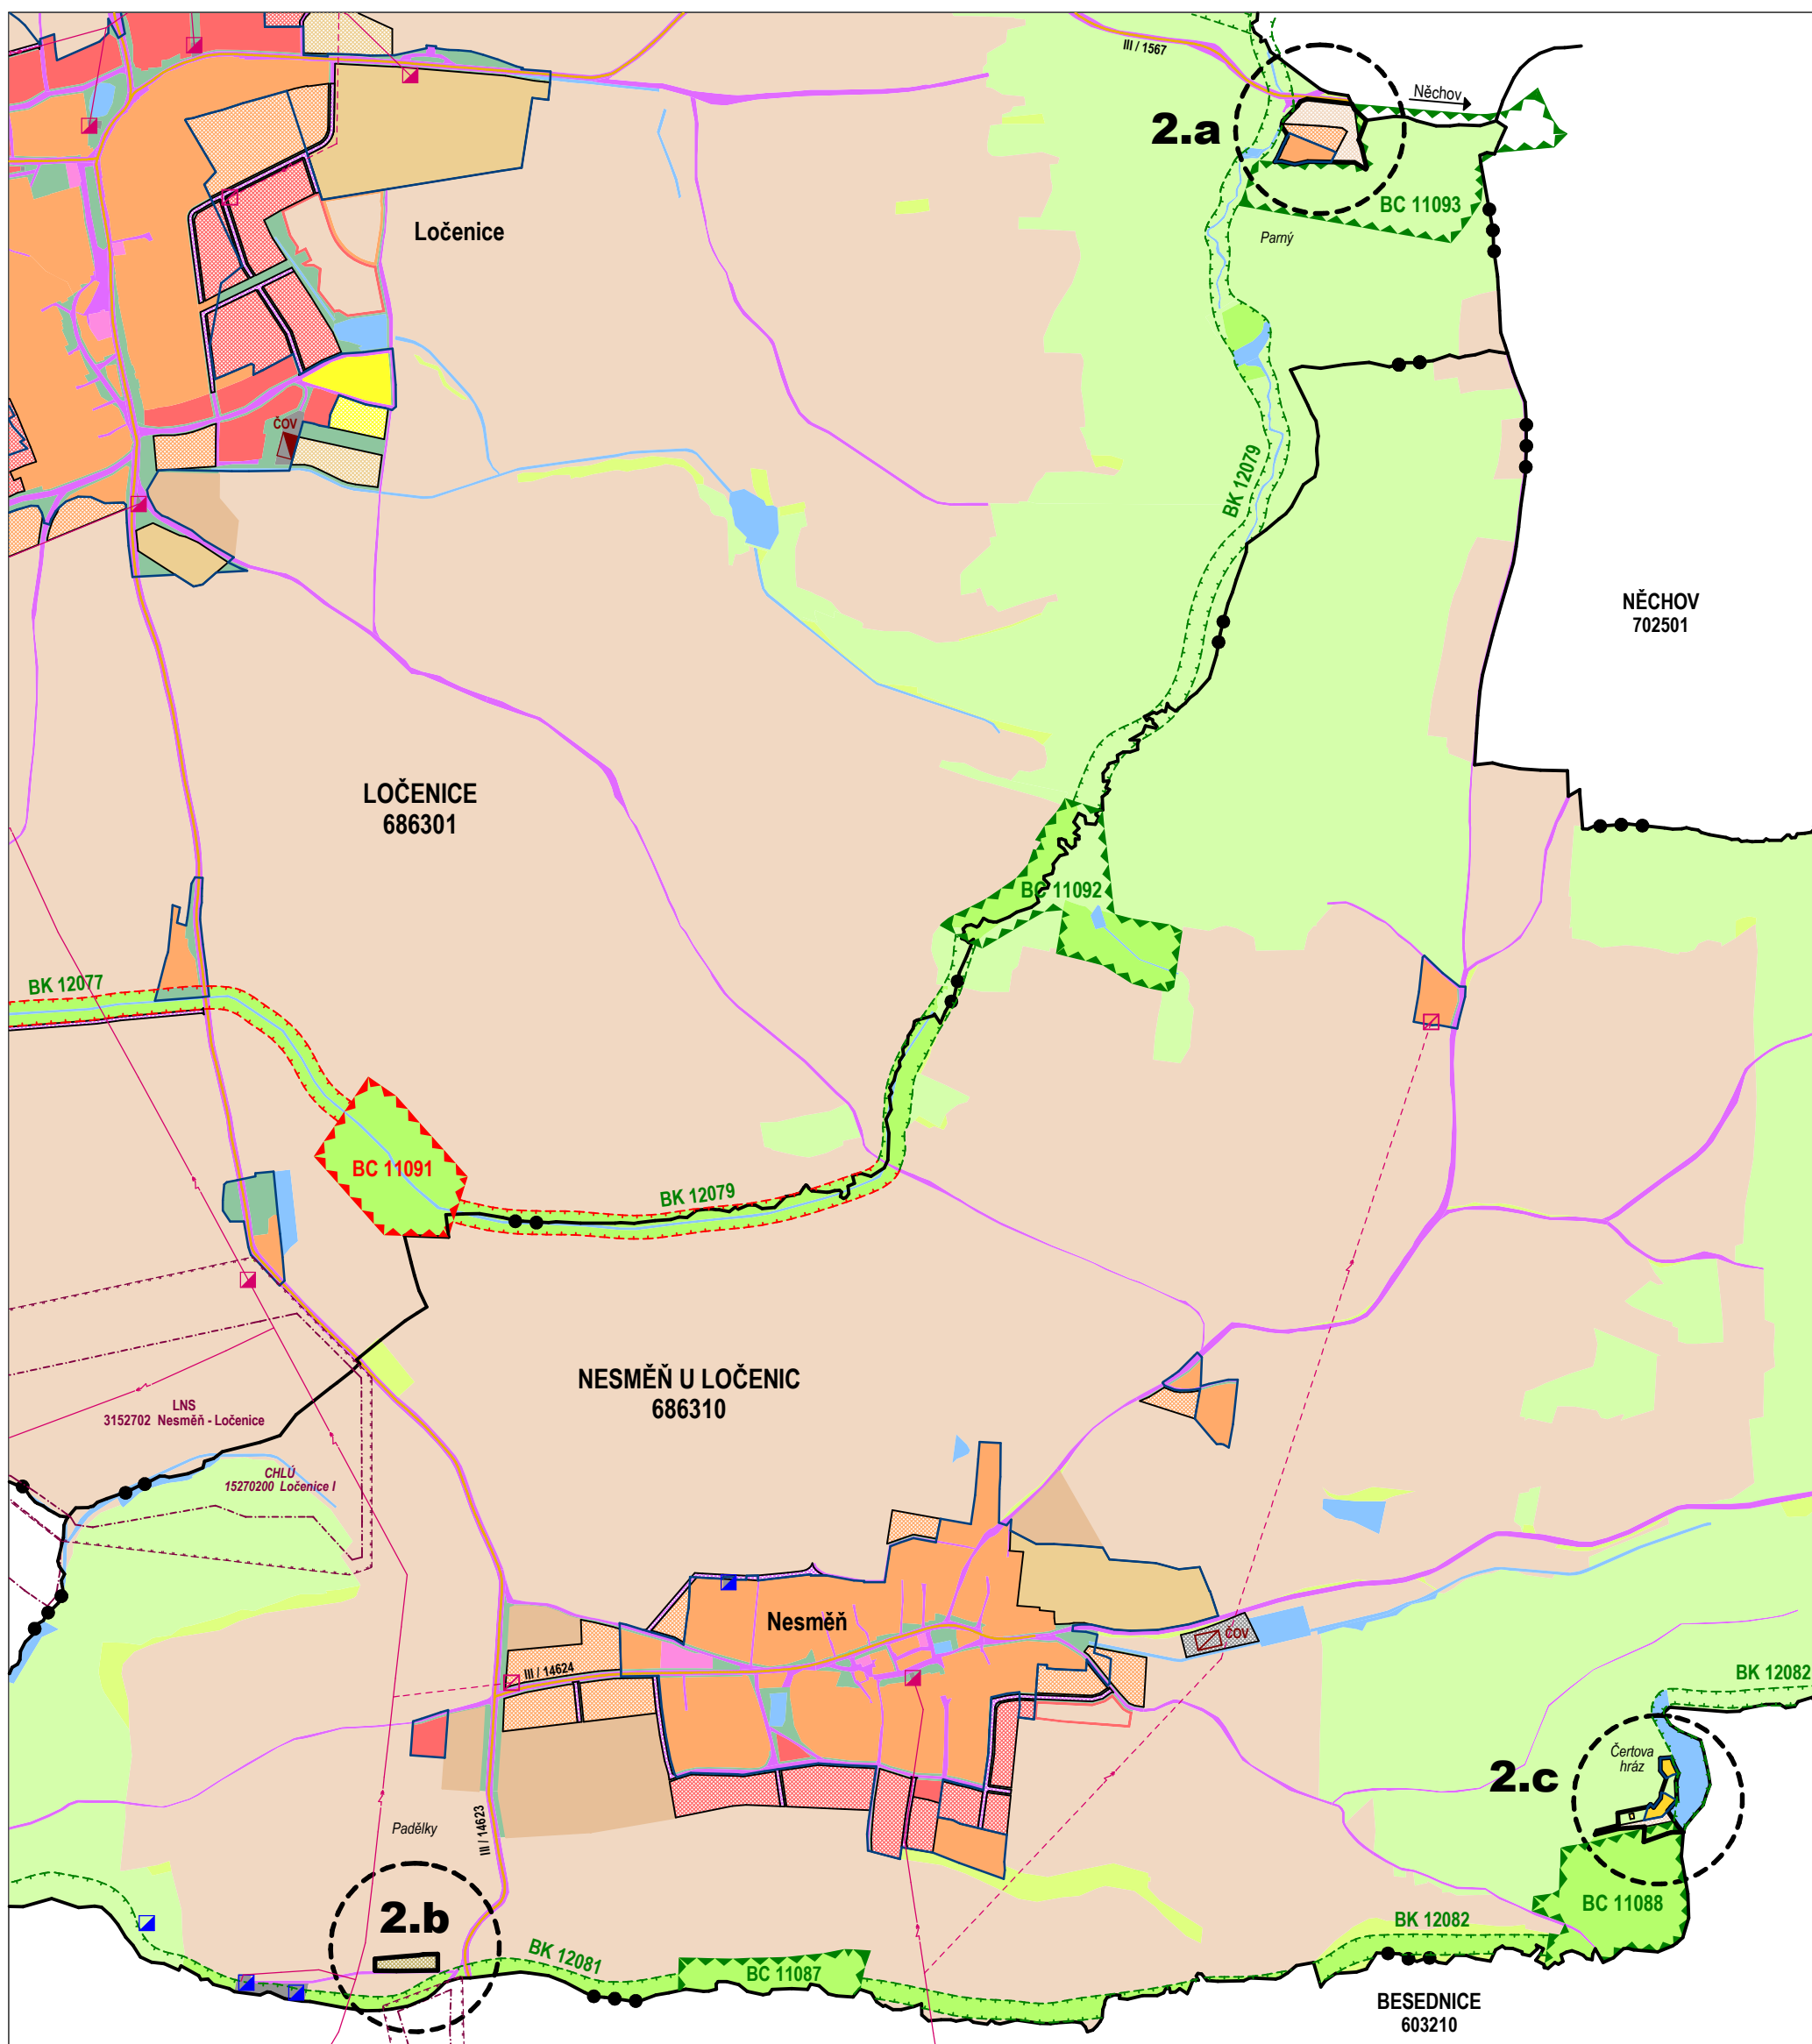 III / 1567
Něchov
2.a
BC 11093
Parný
Ločenice
ČOV
BK 12079
NĚCHOV
702501
LOČENICE
686301
BC 11092
BK 12077
BC 11091
BK 12079
NESMĚŇ U LOČENIC
686310
LNS
3152702 Nesměň - Ločenice
CHLÚ
15270200 Ločenice I
Nesměň
ČOV
III / 14624
BK 12082
Čertova
hráz
2.c
Padělky
III / 14623
2.b
BC 11088
BK 12082
BK 12081
BC 11087
BESEDNICE
603210